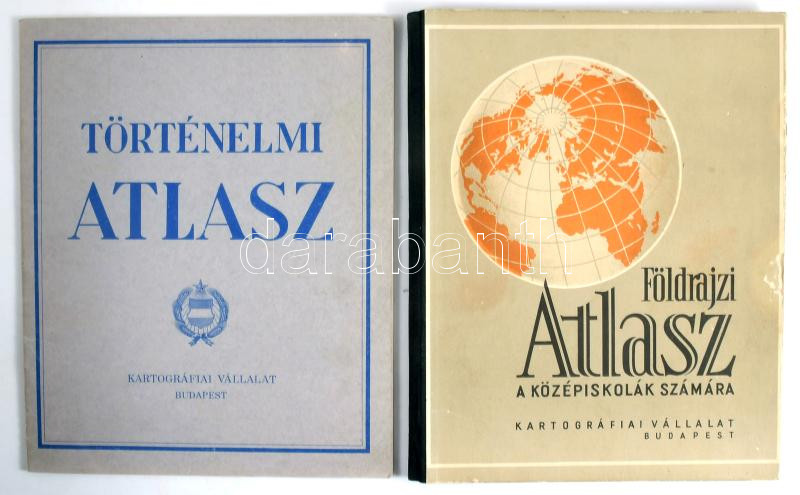 TÖRTÉNELMI
ATLASZ
KARTOGRÁFIAI VÁLLALAT
BUDAPEST
Földrajzi
Atlasz
A KÖZÉPISKOLÁK SZÁMÁRA
KARTOGRÁFIAI VÁLLALAT
BUDAPEST
darabanth